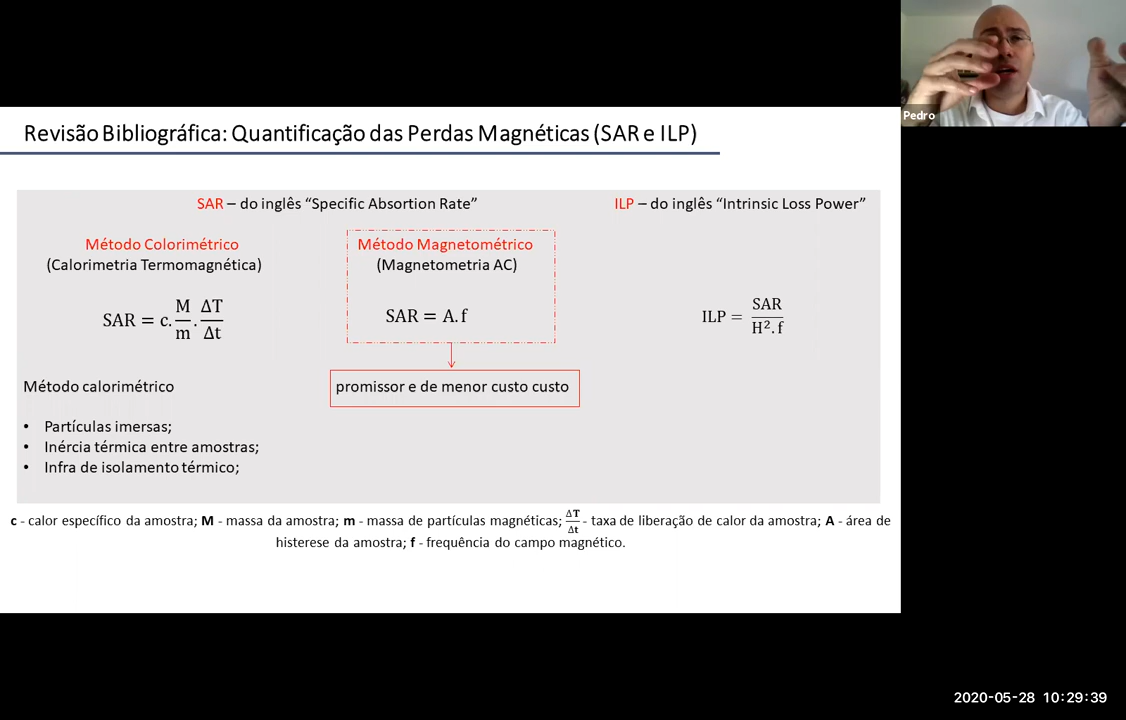 Pedro
Revisão Bibliográfica: Quantificação das Perdas Magnéticas (SAR e ILP)
SAR – do inglês “Specific Absortion Rate”
ILP – do inglês “Intrinsic Loss Power”
Método Colorimétrico
(Calorimetria Termomagnética)
SAR = c. M/m . ΔT/Δt
Método Magnetométrico
(Magnetometria AC)
SAR = A. f
ILP = SAR / H². f
Método calorimétrico
promissor e de menor custo custo
• Partículas imersas;
• Inércia térmica entre amostras;
• Infra de isolamento térmico;
c - calor específico da amostra; M - massa da amostra; m - massa de partículas magnéticas; ΔT/Δt - taxa de liberação de calor da amostra; A - área de
histerese da amostra; f - frequência do campo magnético.
2020-05-28 10:29:39